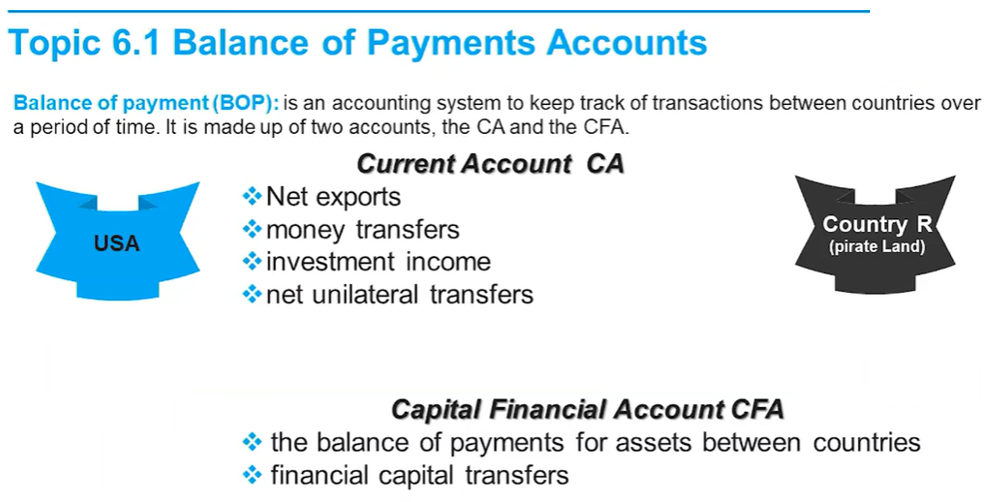 Topic 6.1 Balance of Payments Accounts
Balance of payment (BOP): is an accounting system to keep track of transactions between countries over
a period of time. It is made up of two accounts, the CA and the CFA.
Current Account CA
❖Net exports
❖money transfers
❖investment income
❖net unilateral transfers
USA
Country R
(pirate Land)
Capital Financial Account CFA
❖ the balance of payments for assets between countries
❖ financial capital transfers